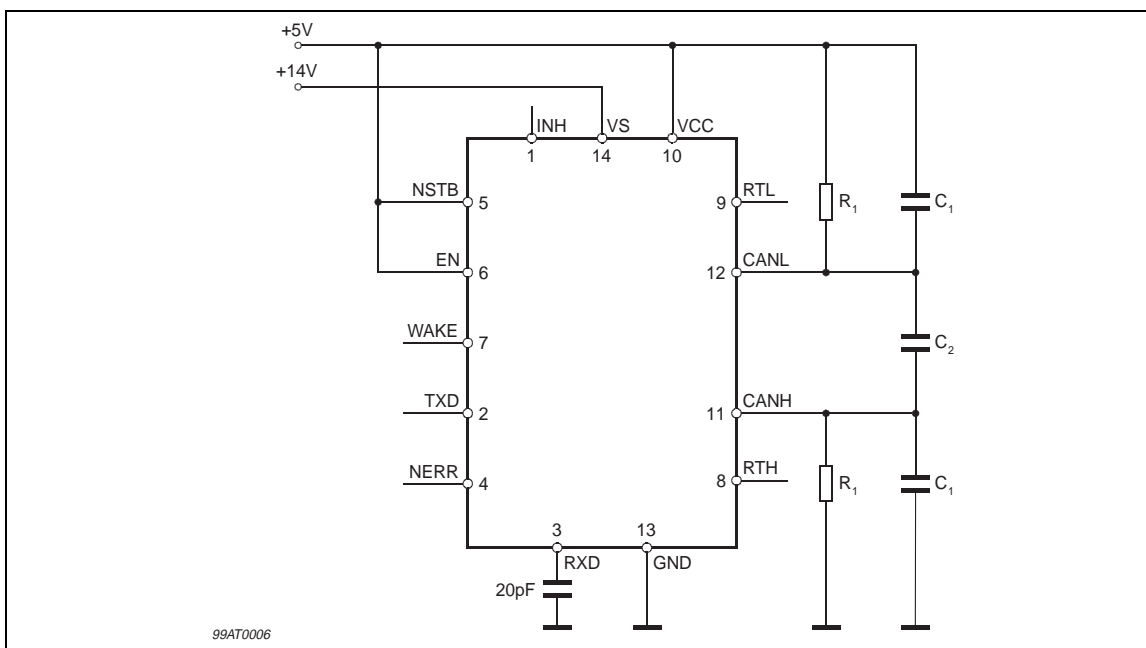 +5V
+14V
INH VS VCC
1 14 10
NSTB 5
RTL 9
R1 C1
EN 6
CANL 12
WAKE 7
C2
TXD 2
CANH 11
NERR 4
RTH 8
R1 C1
3 13
RXD GND
20pF
99AT0006